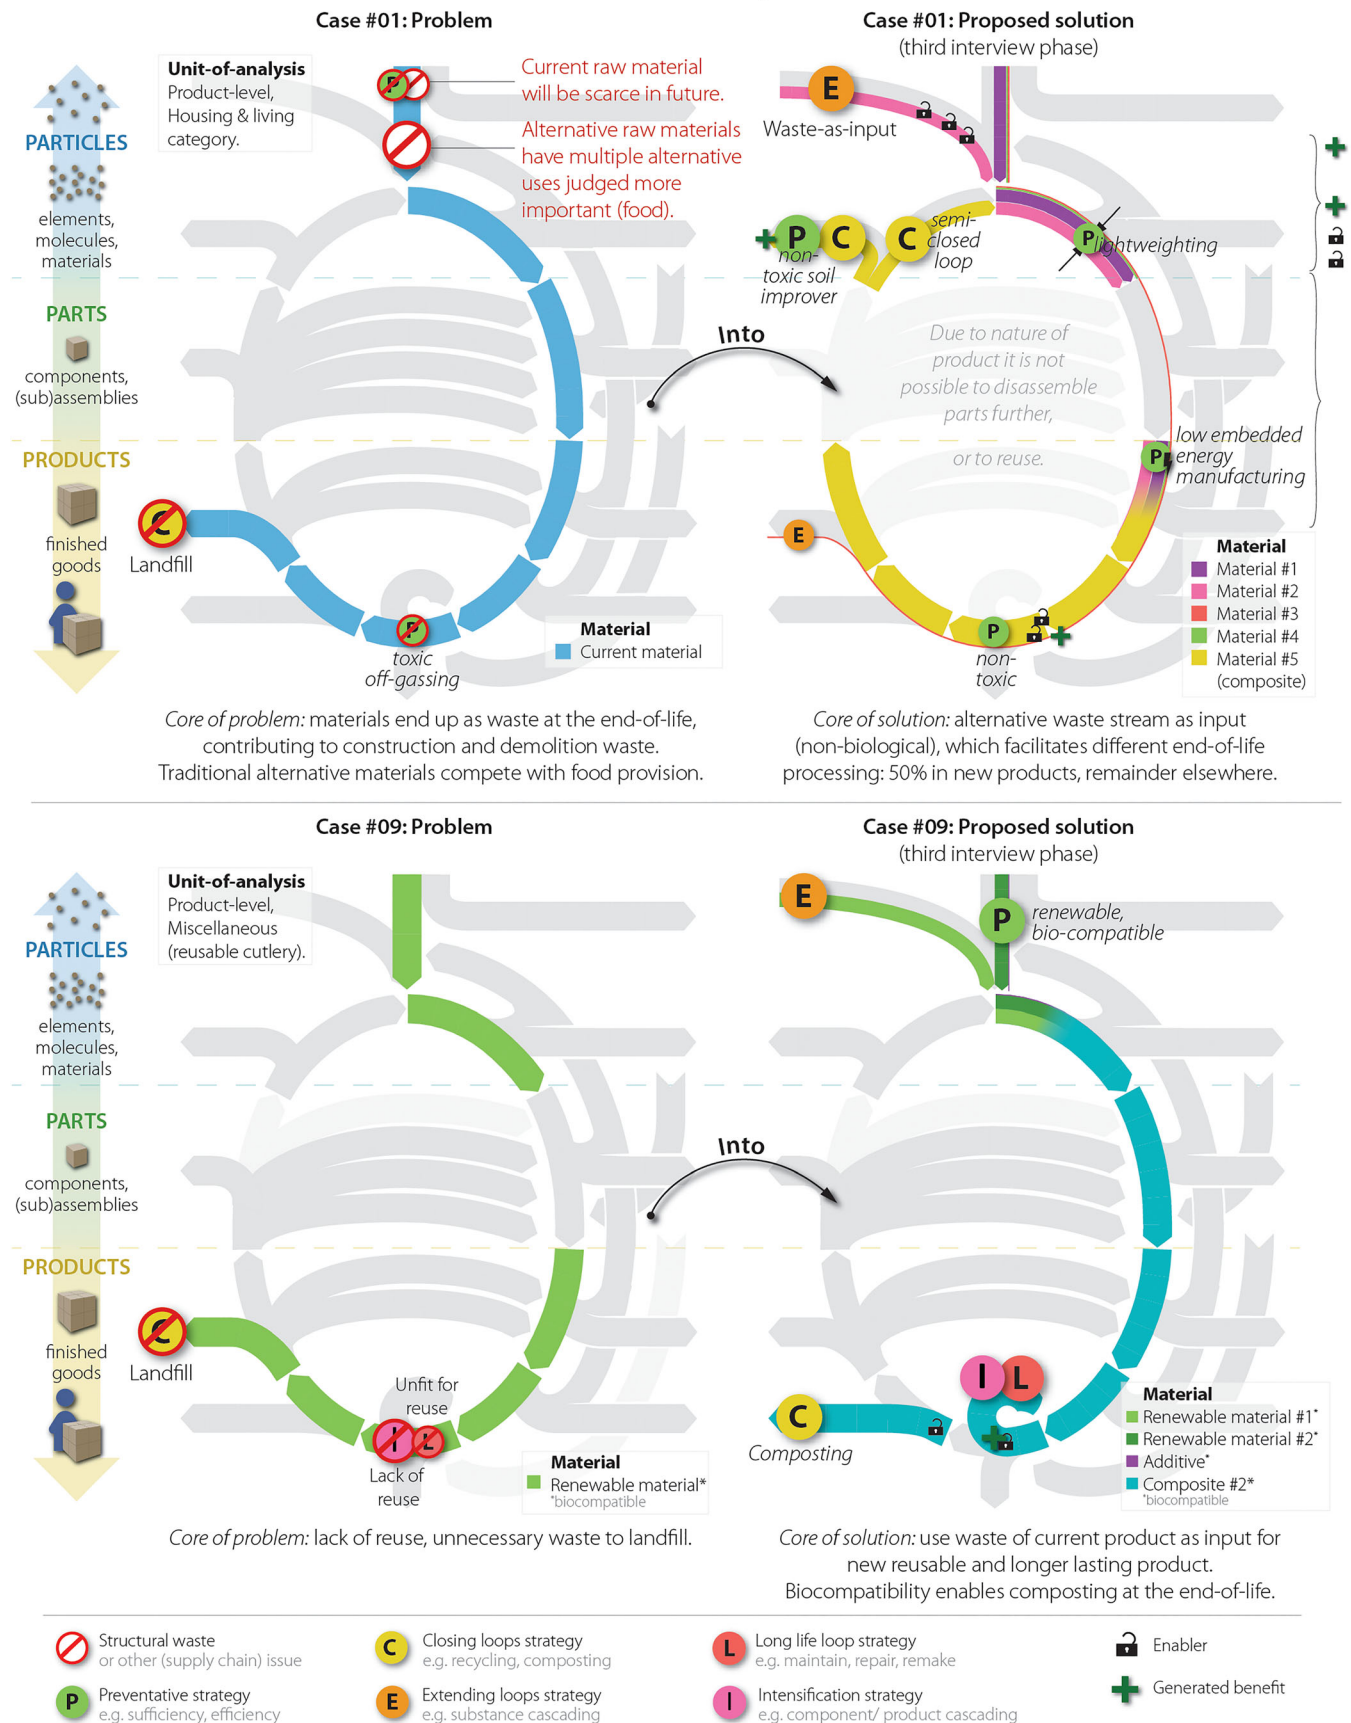 Case #01: Problem
Unit-of-analysis
Product-level,
Housing & living
category.
P
Current raw material
will be scarce in future.
Alternative raw materials
have multiple alternative
uses judged more
important (food).
PARTICLES
elements,
molecules,
materials
PARTS
components,
(sub)assemblies
PRODUCTS
finished
goods
C
Landfill
P
toxic
off-gassing
Material
Current material
Core of problem: materials end up as waste at the end-of-life,
contributing to construction and demolition waste.
Traditional alternative materials compete with food provision.
Into
Case #01: Proposed solution
(third interview phase)
E
Waste-as-input
P
C
C
non-
toxic soil
improver
semi-
closed
loop
P
lightweighting
Due to nature of
product it is not
possible to disassemble
parts further,
or to reuse.
P
low embedded
energy
manufacturing
E
P
non-
toxic
Material
Material #1
Material #2
Material #3
Material #4
Material #5
(composite)
Core of solution: alternative waste stream as input
(non-biological), which facilitates different end-of-life
processing: 50% in new products, remainder elsewhere.
Case #09: Problem
Unit-of-analysis
Product-level,
Miscellaneous
(reusable cutlery).
PARTICLES
elements,
molecules,
materials
PARTS
components,
(sub)assemblies
PRODUCTS
finished
goods
C
Landfill
Unfit for
reuse
I
L
Lack of
reuse
Material
Renewable material*
*biocompatible
Core of problem: lack of reuse, unnecessary waste to landfill.
Into
Case #09: Proposed solution
(third interview phase)
E
P
renewable,
bio-compatible
I
L
C
Composting
Material
Renewable material #1*
Renewable material #2*
Additive*
Composite #2*
*biocompatible
Core of solution: use waste of current product as input for
new reusable and longer lasting product.
Biocompatibility enables composting at the end-of-life.
Structural waste
or other (supply chain) issue
P
Preventative strategy
e.g. sufficiency, efficiency
C
Closing loops strategy
e.g. recycling, composting
E
Extending loops strategy
e.g. substance cascading
L
Long life loop strategy
e.g. maintain, repair, remake
I
Intensification strategy
e.g. component/ product cascading
Enabler
Generated benefit